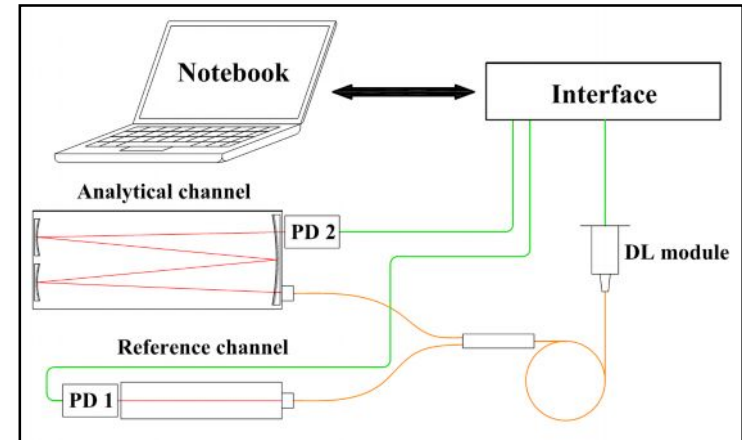 Notebook
Interface
Analytical channel
PD 2
DL module
Reference channel
PD 1